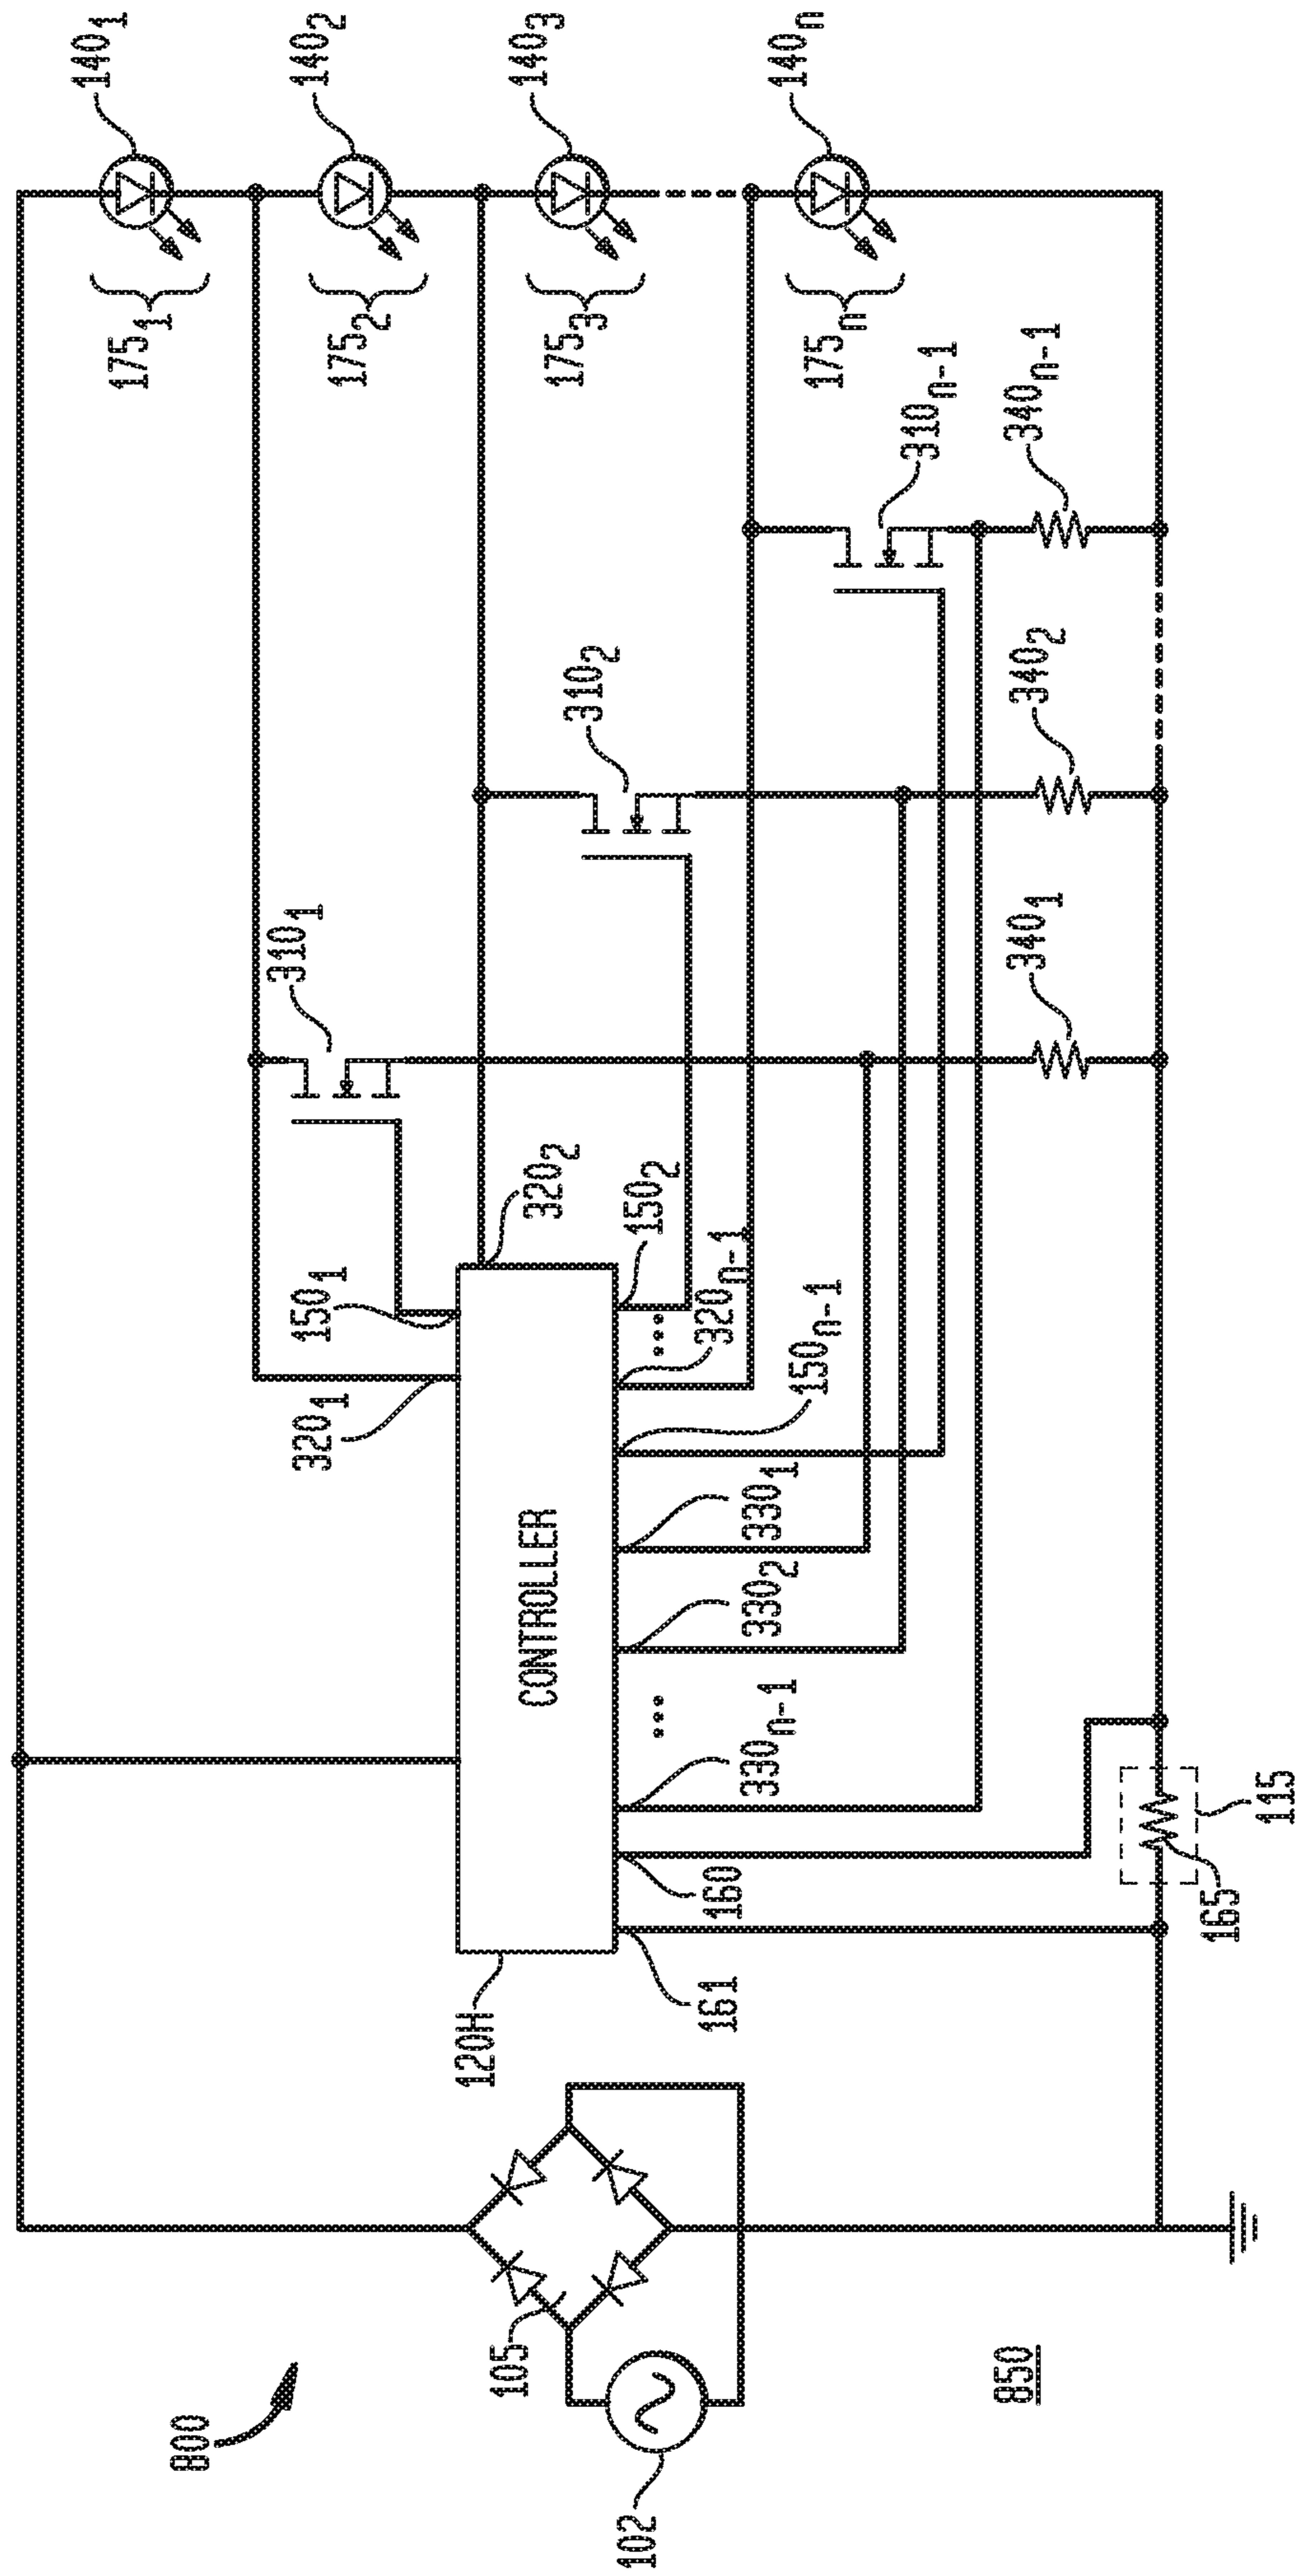 800
850
102
105
120H
CONTROLLER
161
160
165
115
330n-1
...
330₂
330₁
150n-1
320n-1
...
150₂
320₂
320₁
150₁
310₁
310₂
310n-1
340₁
340₂
340n-1
175₁
175₂
175₃
175n
140₁
140₂
140₃
140n